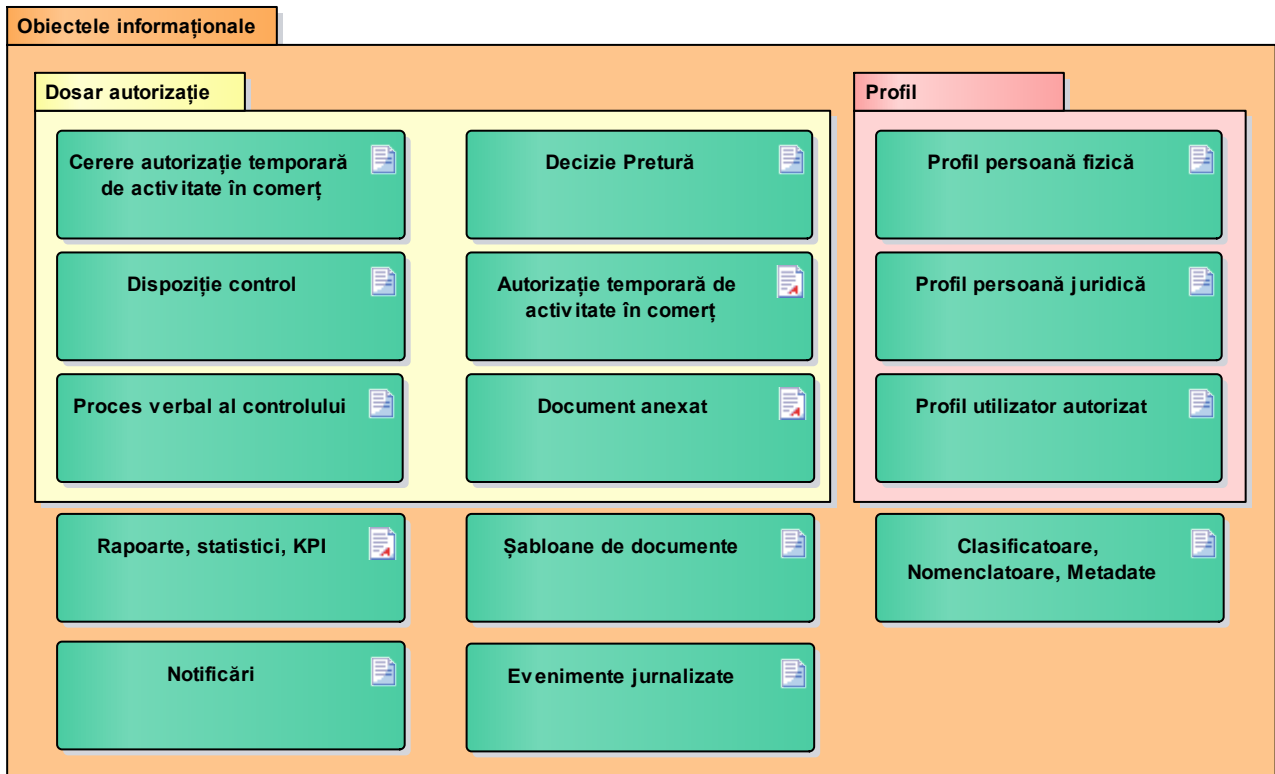 Obiectele informaționale
Dosar autorizație
Cerere autorizație temporară
de activitate în comerț
Decizie Pretură
Dispoziție control
Autorizație temporară de
activitate în comerț
Proces verbal al controlului
Document anexat
Profil
Profil persoană fizică
Profil persoană juridică
Profil utilizator autorizat
Rapoarte, statistici, KPI
Șabloane de documente
Clasificatoare,
Nomenclatoare, Metadate
Notificări
Evenimente jurnalizate